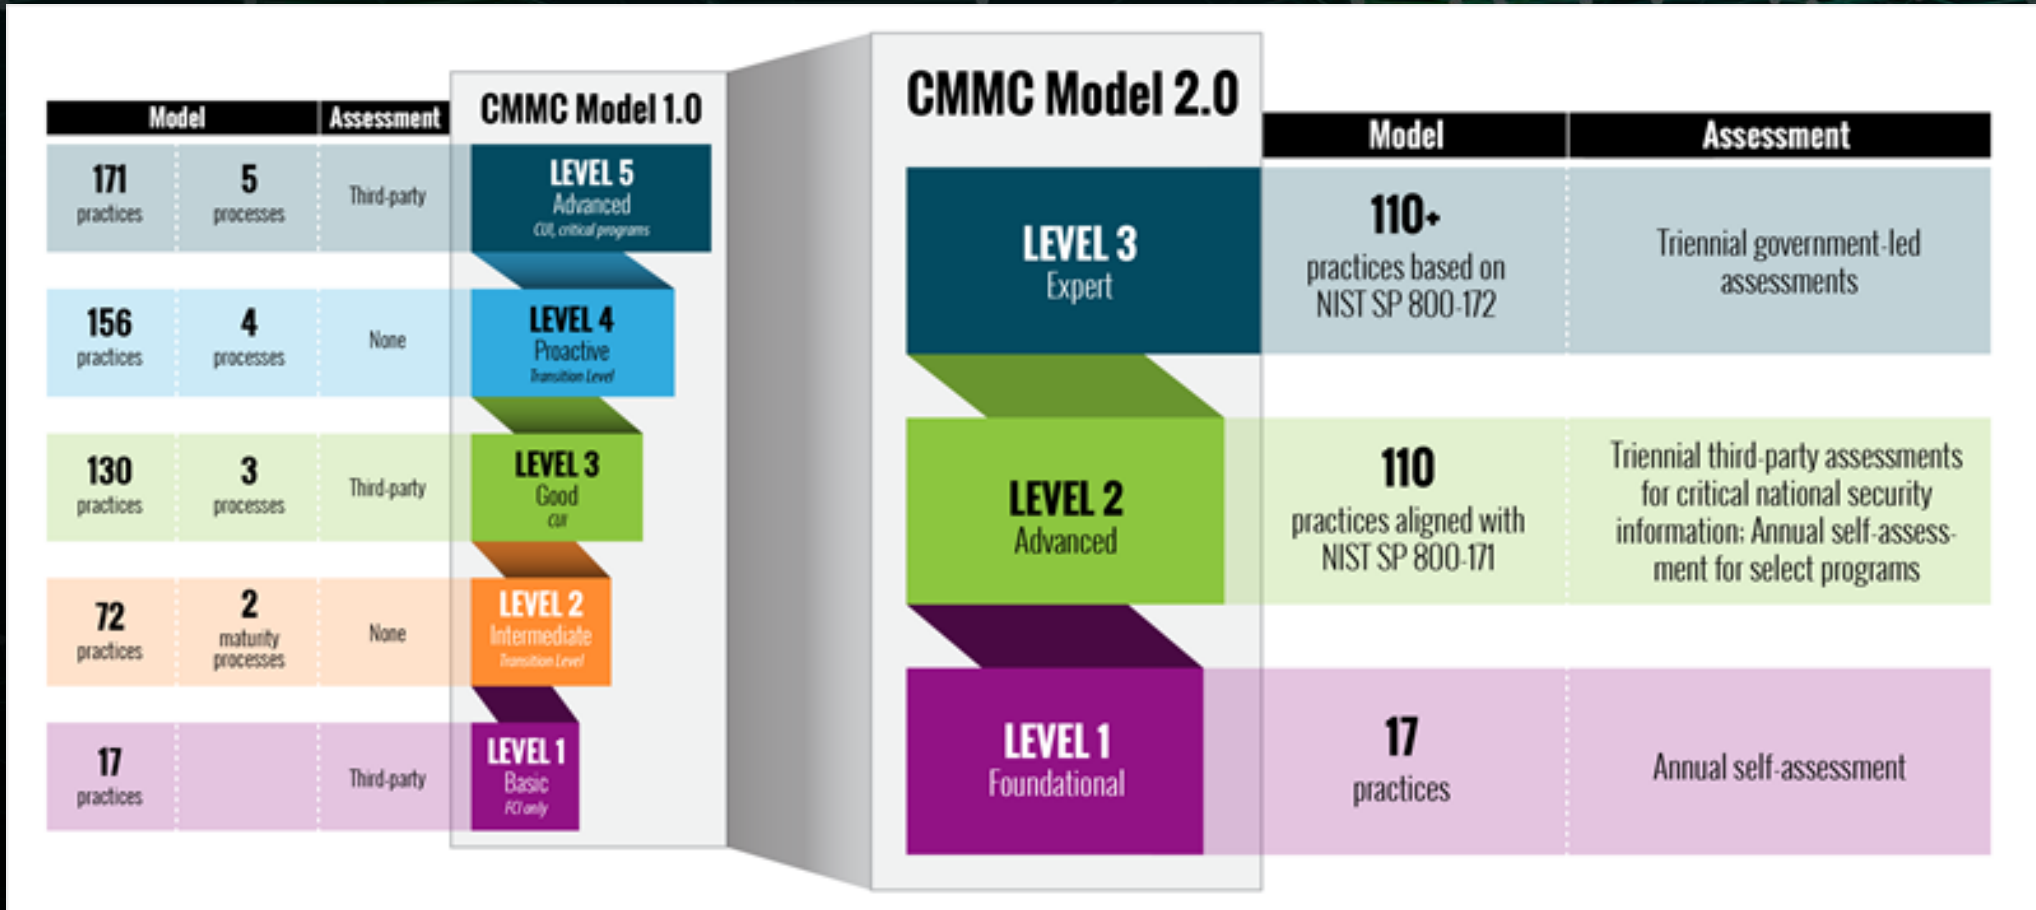 CMMC Model 1.0
Model
Assessment
171
practices
5
processes
Third-party
LEVEL 5
Advanced
CUI, critical programs
156
practices
4
processes
None
LEVEL 4
Proactive
Transition Level
130
practices
3
processes
Third-party
LEVEL 3
Good
CUI
72
practices
2
maturity
processes
None
LEVEL 2
Intermediate
Transition Level
17
practices
Third-party
LEVEL 1
Basic
FCI only
CMMC Model 2.0
Model
Assessment
LEVEL 3
Expert
110+
practices based on
NIST SP 800-172
Triennial government-led
assessments
LEVEL 2
Advanced
110
practices aligned with
NIST SP 800-171
Triennial third-party assessments
for critical national security
information; Annual self-assess-
ment for select programs
LEVEL 1
Foundational
17
practices
Annual self-assessment